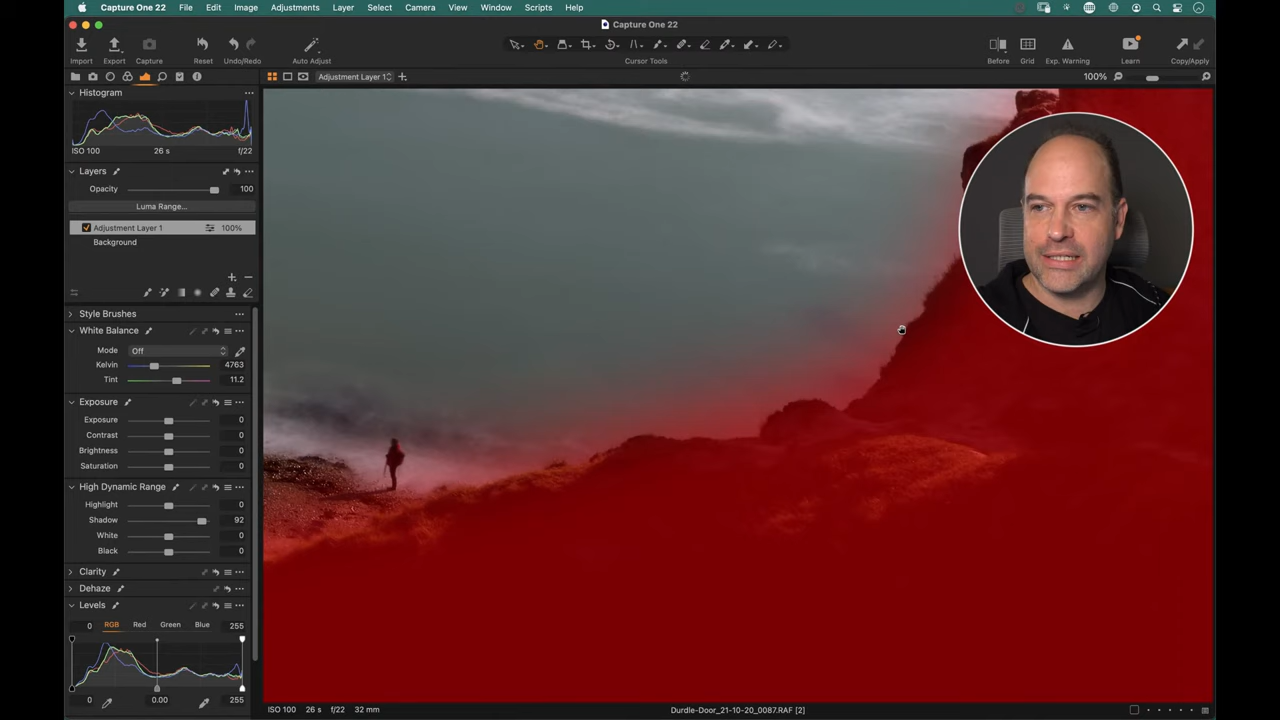 Capture One 22 File Edit Image Adjustments Layer Select Camera View Window Scripts Help
Capture One 22
Import Export Capture Reset Undo/Redo Auto Adjust Cursor Tools Before Grid Exp. Warning Learn Copy/Apply
Adjustment Layer 1
100%
Histogram
ISO 100 26 s f/22
Layers
Opacity 100
Luma Range...
Adjustment Layer 1 100%
Background
Style Brushes
White Balance
Mode Off
Kelvin 4763
Tint 11.2
Exposure
Exposure 0
Contrast 0
Brightness 0
Saturation 0
High Dynamic Range
Highlight 0
Shadow 92
White 0
Black 0
Clarity
Dehaze
Levels
0 RGB Red Green Blue 255
0 0.00 255
ISO 100 26 s f/22 32 mm
Durdle-Door_21-10-20_0087.RAF [2]